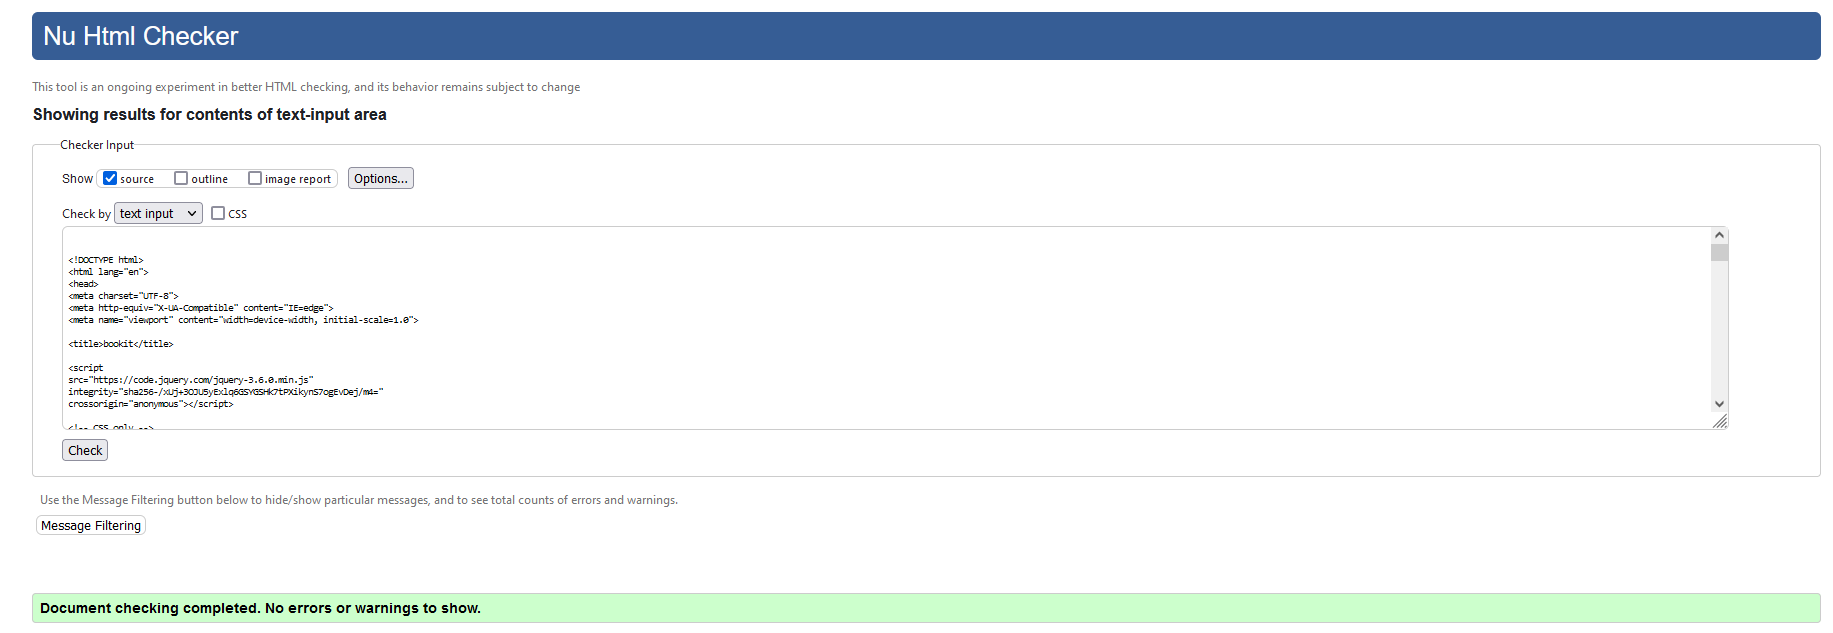 Nu Html Checker
This tool is an ongoing experiment in better HTML checking, and its behavior remains subject to change
Showing results for contents of text-input area
Checker Input
Show source outline image report Options...
Check by text input CSS
<!DOCTYPE html>
<html lang="en">
<head>
<meta charset="UTF-8">
<meta http-equiv="X-UA-Compatible" content="IE=edge">
<meta name="viewport" content="width=device-width, initial-scale=1.0">
<title>bookit</title>
<script
src="https://code.jquery.com/jquery-3.6.0.min.js"
integrity="sha256-/xUj+3OJU5yExlq6GSYGSHk7tPXikynS7ogEvDej/m4="
crossorigin="anonymous"></script>
<!-- CSS only -->
Check
Use the Message Filtering button below to hide/show particular messages, and to see total counts of errors and warnings.
Message Filtering
Document checking completed. No errors or warnings to show.